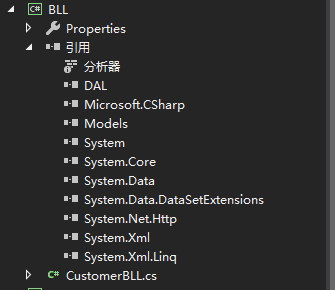 C# BLL
Properties
引用
分析器
DAL
Microsoft.CSharp
Models
System
System.Core
System.Data
System.Data.DataSetExtensions
System.Net.Http
System.Xml
System.Xml.Linq
C# CustomerBLL.cs